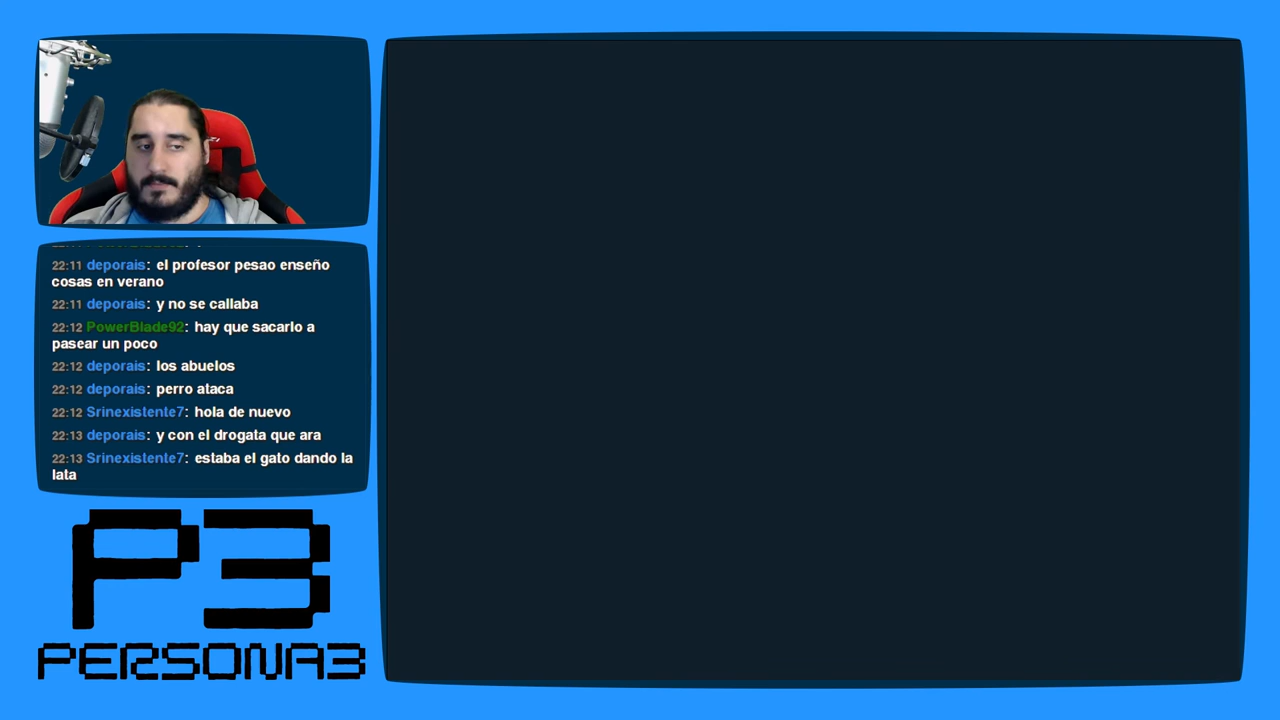 22:11 deporais: el profesor pesao enseño
cosas en verano
22:11 deporais: y no se callaba
22:12 PowerBlade92: hay que sacarlo a
pasear un poco
22:12 deporais: los abuelos
22:12 deporais: perro ataca
22:12 Srinexistente7: hola de nuevo
22:13 deporais: y con el drogata que ara
22:13 Srinexistente7: estaba el gato dando la
lata
P3
PERSONA3